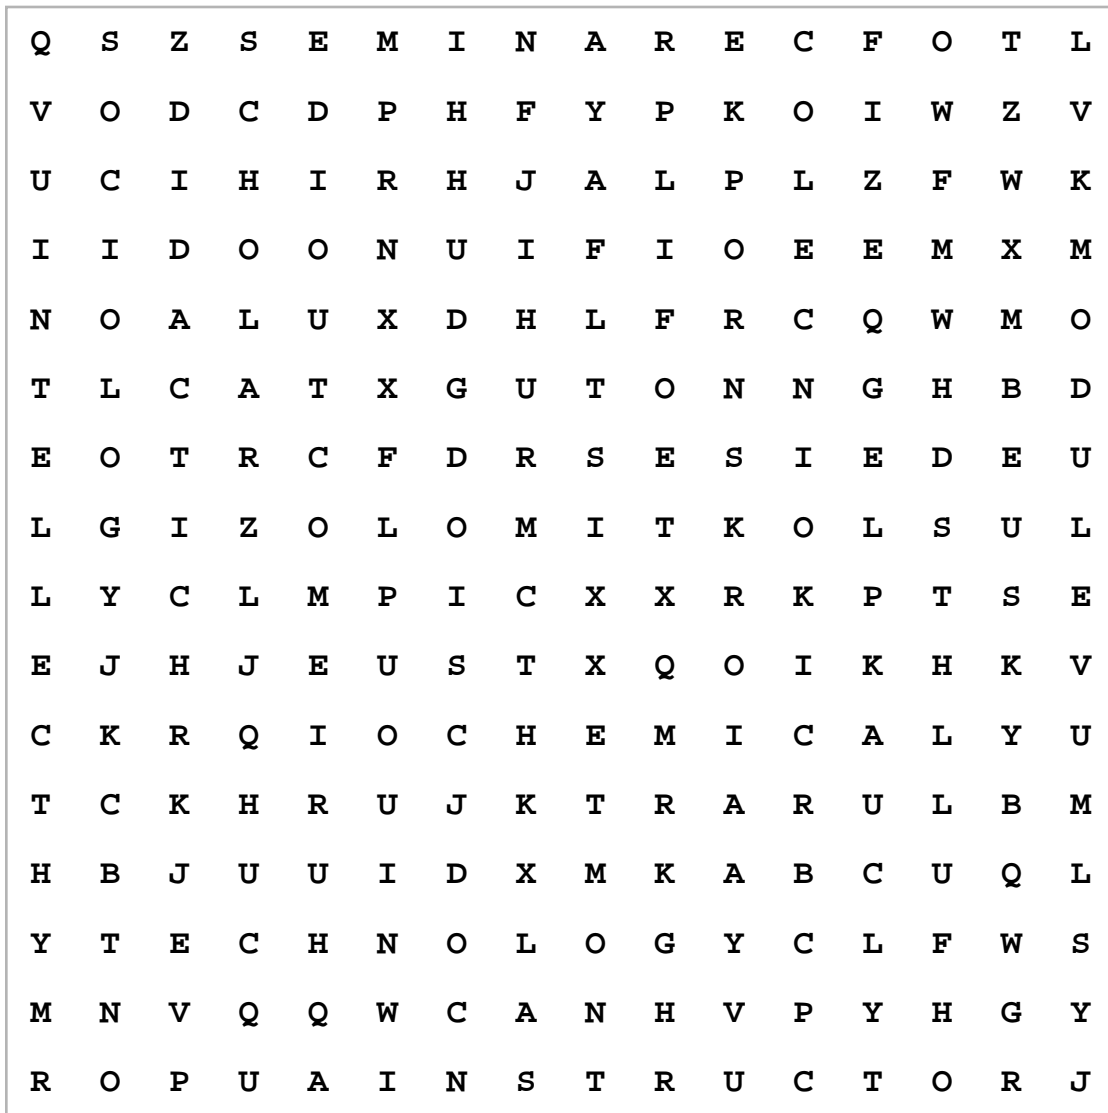 Q S Z S E M I N A R E C F O T L
V O D C D P H F Y P K O I W Z V
U C I H I R H J A L P L Z F W K
I I D O O N U I F I O E E M X M
N O A L U X D H L F R C Q W M O
T L C A T X G U T O N N G H B D
E O T R C F D R S E S I E D E U
L G I Z O L O M I T K O L S U L
L Y C L M P I C X X R K P T S E
E J H J E U S T X Q O I K H K V
C K R Q I O C H E M I C A L Y U
T C K H R U J K T R A R U L B M
H B J U U I D X M K A B C U Q L
Y T E C H N O L O G Y C L F W S
M N V Q Q W C A N H V P Y H G Y
R O P U A I N S T R U C T O R J